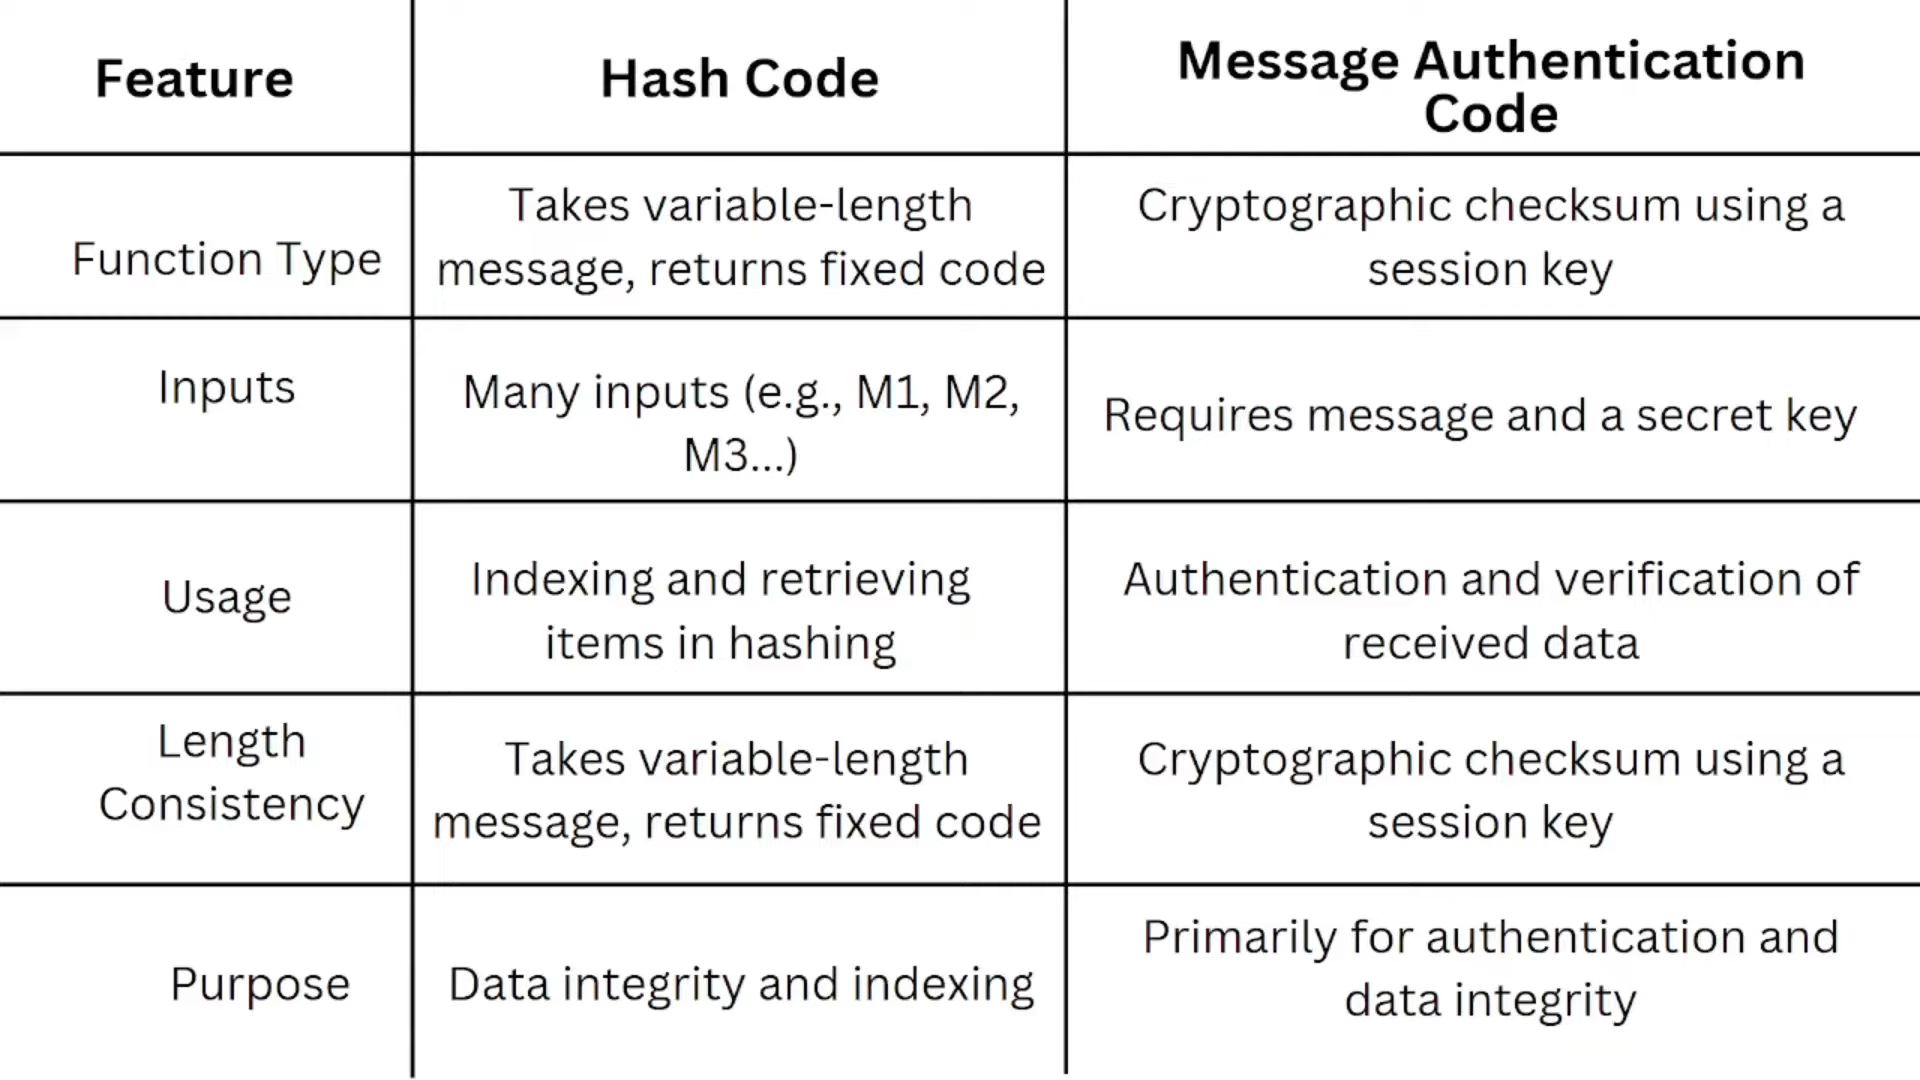 Feature
Hash Code
Message Authentication
Code
Function Type
Takes variable-length
message, returns fixed code
Cryptographic checksum using a
session key
Inputs
Many inputs (e.g., M1, M2,
M3...)
Requires message and a secret key
Usage
Indexing and retrieving
items in hashing
Authentication and verification of
received data
Length
Consistency
Takes variable-length
message, returns fixed code
Cryptographic checksum using a
session key
Purpose
Data integrity and indexing
Primarily for authentication and
data integrity